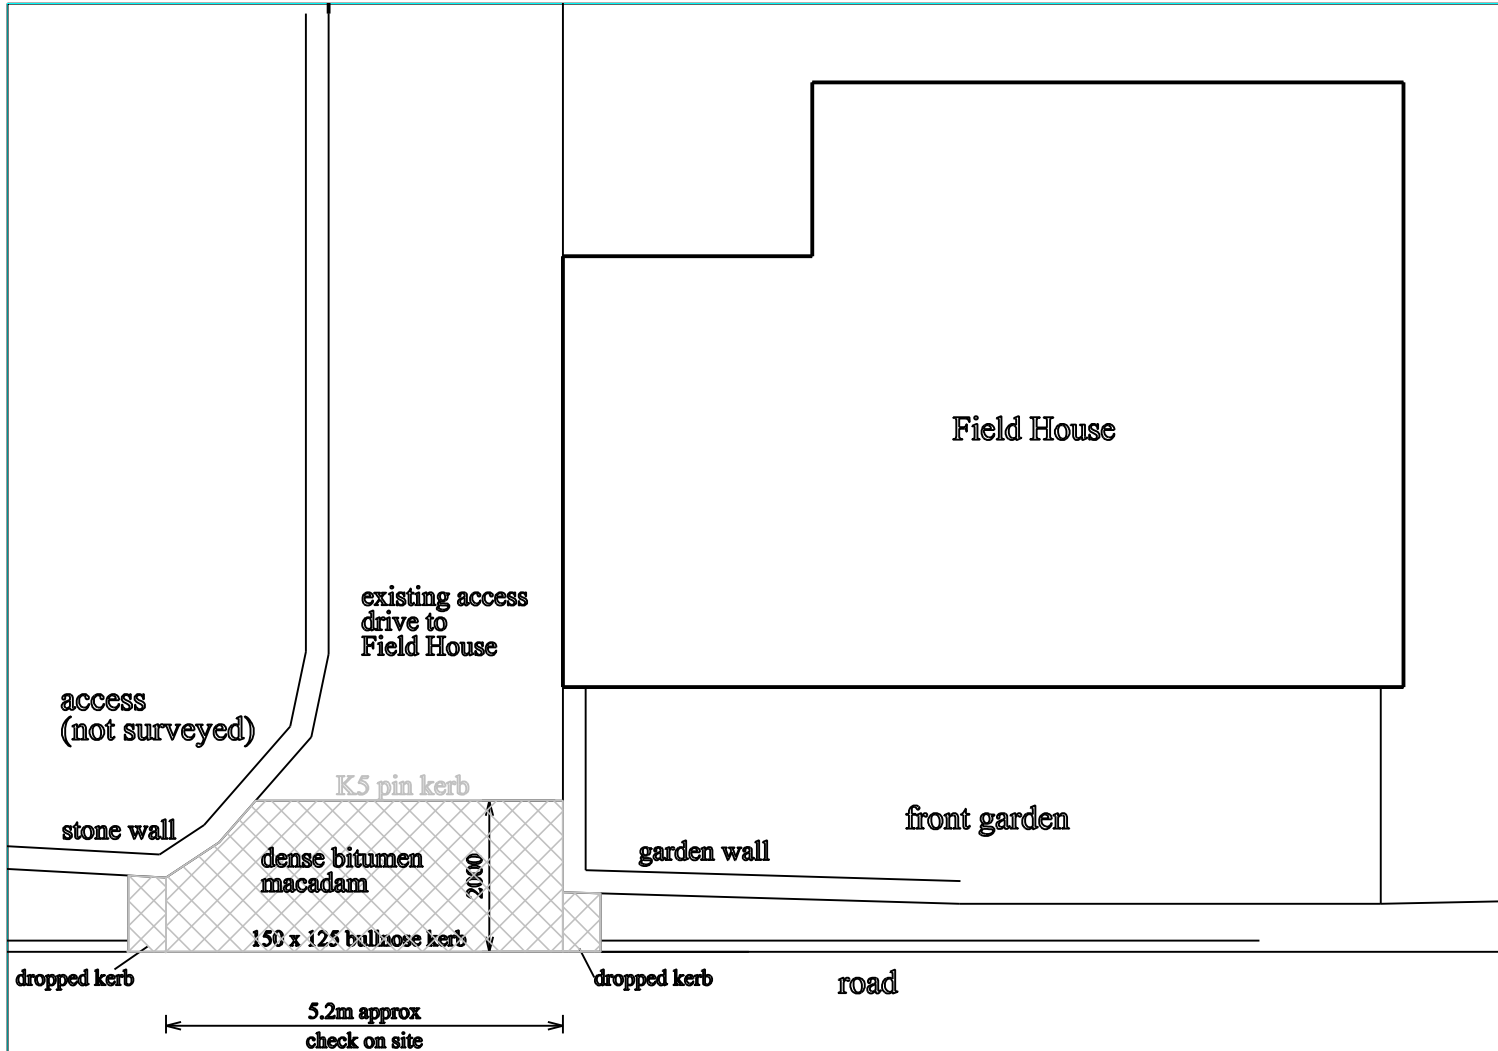 Field House
existing access
drive to
Field House
access
(not surveyed)
K5 pin kerb
stone wall
front garden
garden wall
dense bitumen
macadam
2000
150 x 125 bullnose kerb
dropped kerb
dropped kerb
road
5.2m approx
check on site